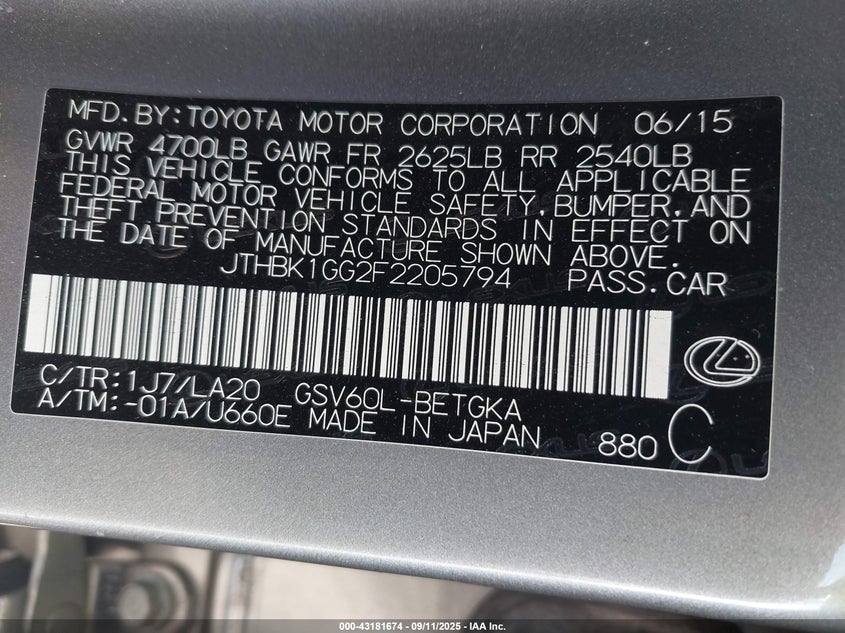 MFD.BY:TOYOTA MOTOR CORPORATION 06/15
GVWR 4700LB GAWR FR 2625LB RR 2540LB
THIS VEHICLE CONFORMS TO ALL APPLICABLE
FEDERAL MOTOR VEHICLE SAFETY,BUMPER,AND
THEFT PREVENTION STANDARDS IN EFFECT ON
THE DATE OF MANUFACTURE SHOWN ABOVE.
JTHBK1GG2F2205794 PASS.CAR
C/TR:1J7/LA20 GSV60L-BETGKA
A/TM:-01A/U660E MADE IN JAPAN 880 C
000-43181674 - 09/11/2025 - IAA Inc.